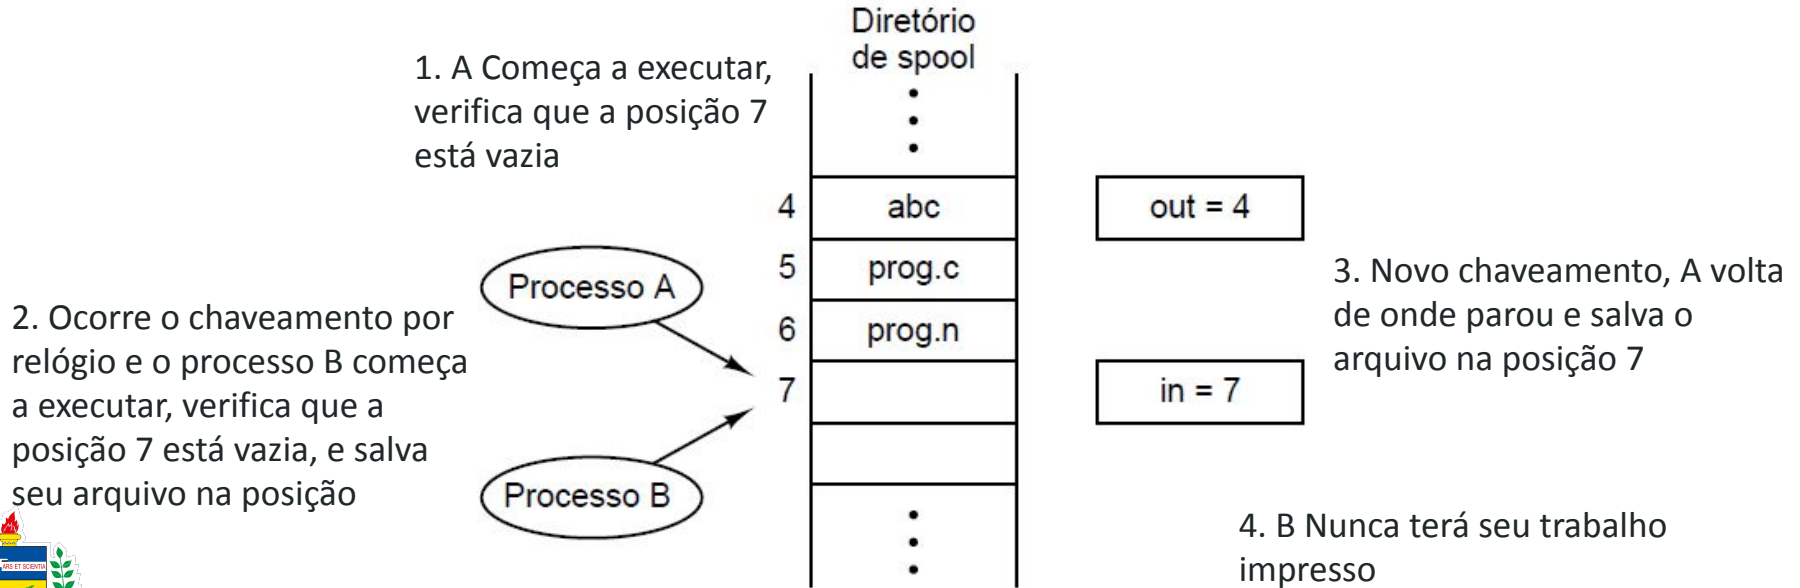 Diretório
de spool
1. A Começa a executar,
verifica que a posição 7
está vazia
4
abc
out = 4
5
prog.c
6
prog.n
7
in = 7
Processo A
Processo B
2. Ocorre o chaveamento por
relógio e o processo B começa
a executar, verifica que a
posição 7 está vazia, e salva
seu arquivo na posição
3. Novo chaveamento, A volta
de onde parou e salva o
arquivo na posição 7
4. B Nunca terá seu trabalho
impresso
ARS ET SCIENTIA